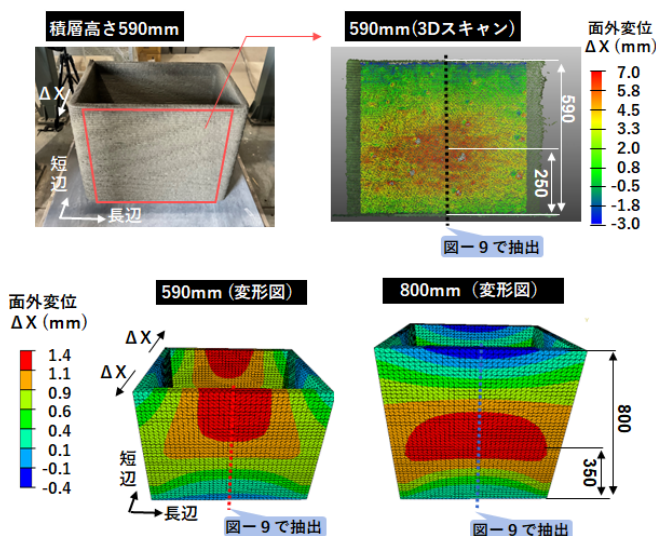 積層高さ590mm
590mm(3Dスキャン)
面外変位
ΔX (mm)
ΔX
短辺
長辺
590
250
7.0
5.8
4.5
3.3
2.0
0.8
-0.5
-1.8
-3.0
図ー9で抽出
590mm (変形図)
800mm (変形図)
面外変位
ΔX (mm)
1.4
1.1
0.9
0.6
0.4
0.1
-0.1
-0.4
ΔX
ΔX
短辺
長辺
800
350
図ー9で抽出
図ー9で抽出